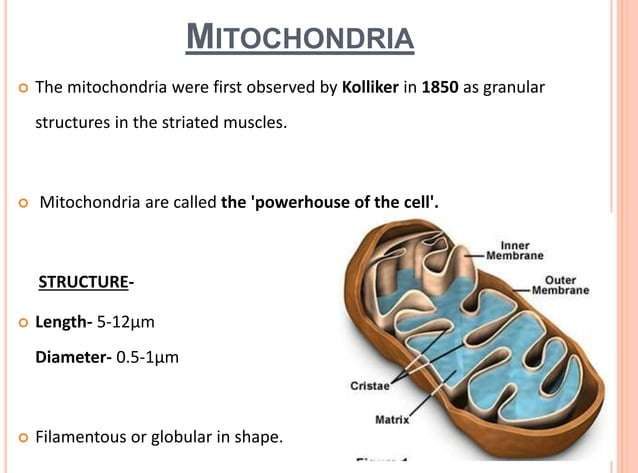 MITOCHONDRIA
The mitochondria were first observed by Kolliker in 1850 as granular
structures in the striated muscles.
Mitochondria are called the 'powerhouse of the cell'.
STRUCTURE-
Length- 5-12µm
Diameter- 0.5-1µm
Filamentous or globular in shape.
Inner
Membrane
Outer
Membrane
Cristae
Matrix